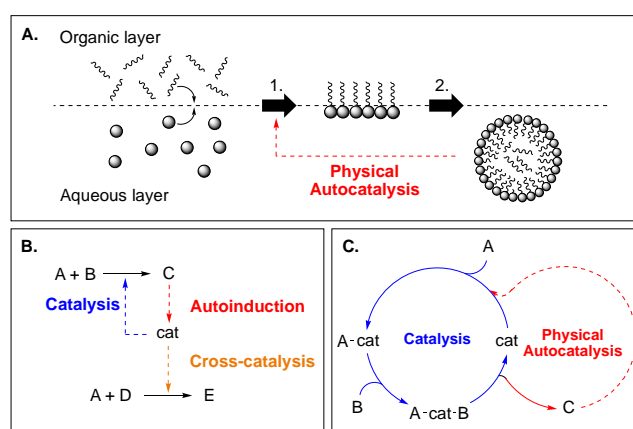 A.
Organic layer
1.
2.
Physical
Autocatalysis
Aqueous layer
B.
A + B
C
Catalysis
Autoinduction
cat
Cross-catalysis
A + D
E
C.
A
A-cat
Catalysis
cat
Physical
Autocatalysis
B
A-cat-B
C